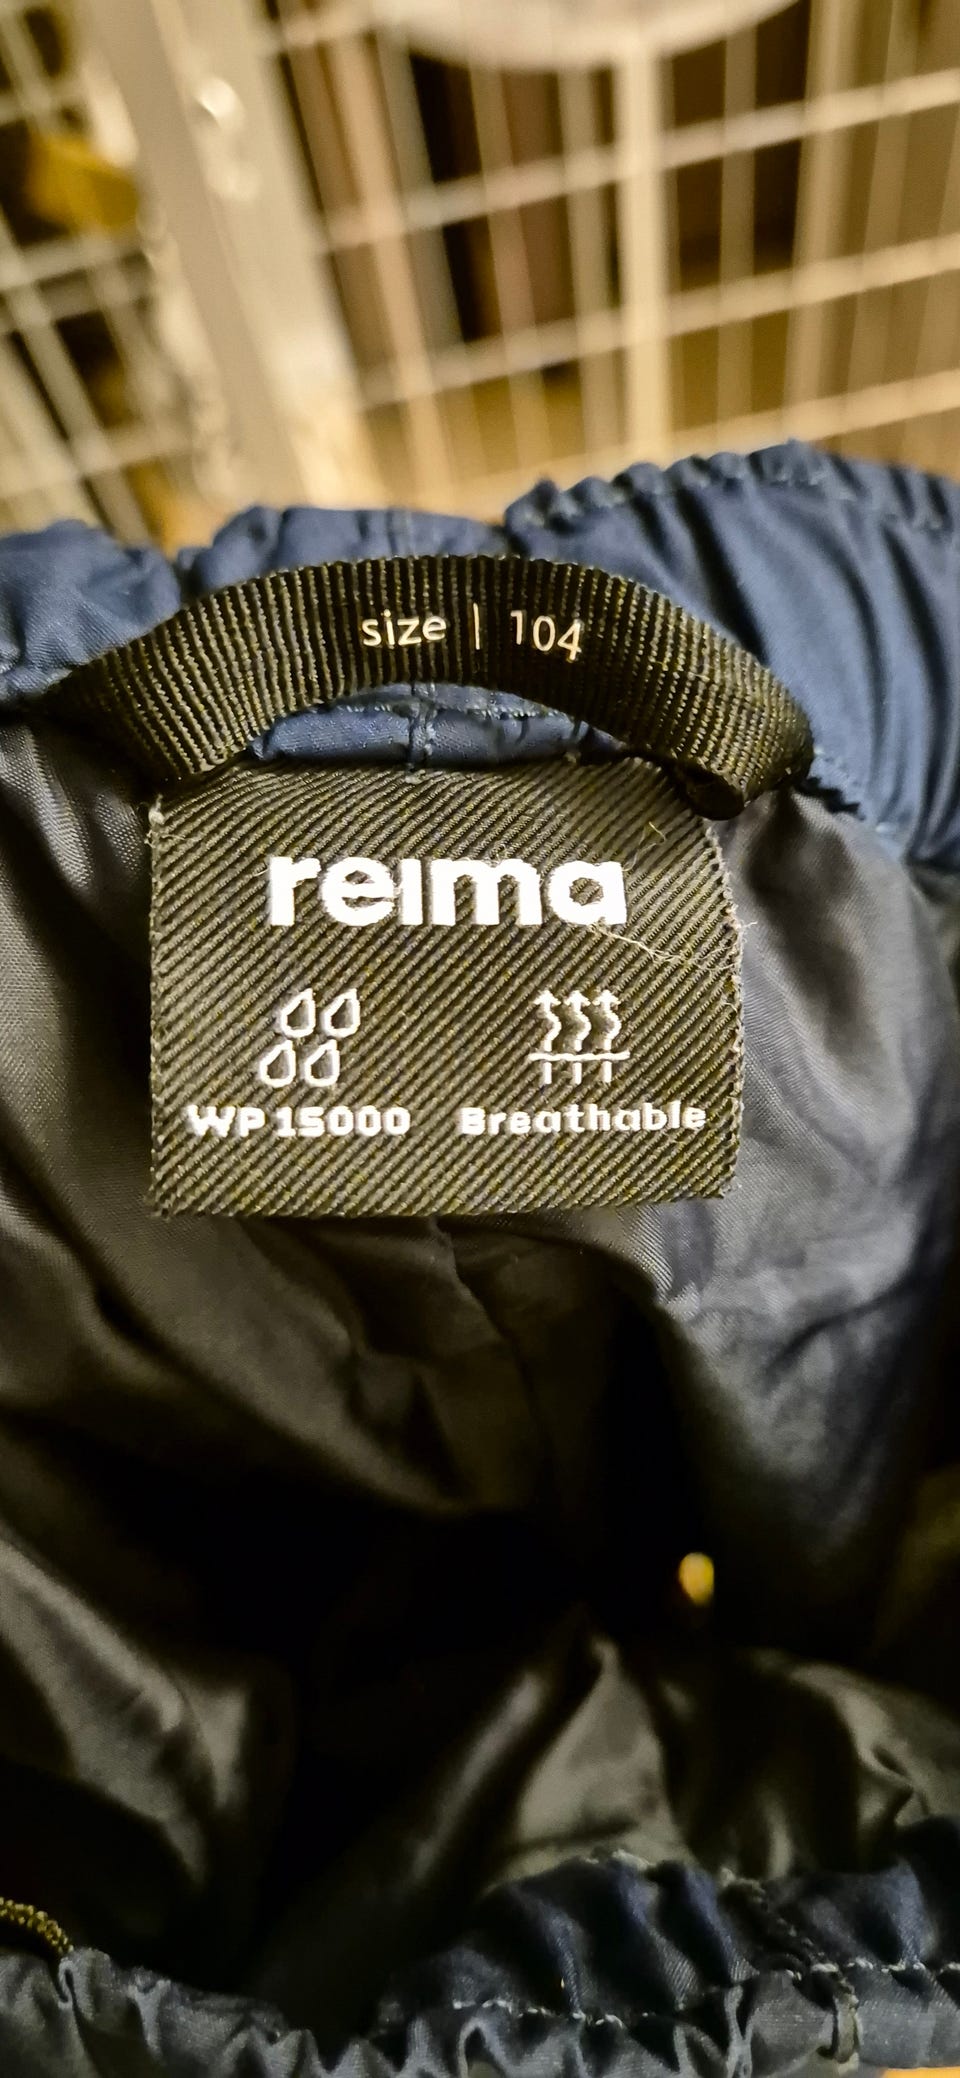 size | 104
reima
WP 15000 Breathable